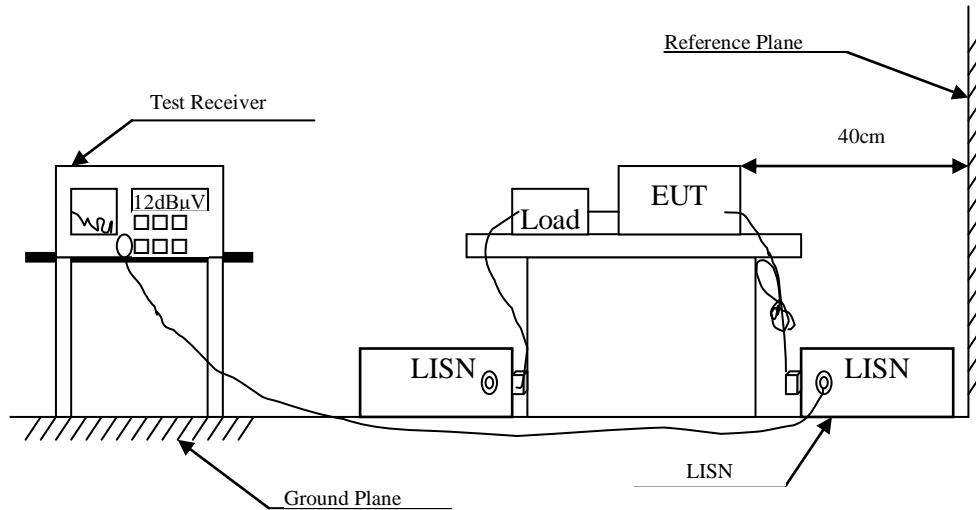 Reference Plane
Test Receiver
40cm
12dBµV
EUT
Load
LISN
LISN
LISN
Ground Plane